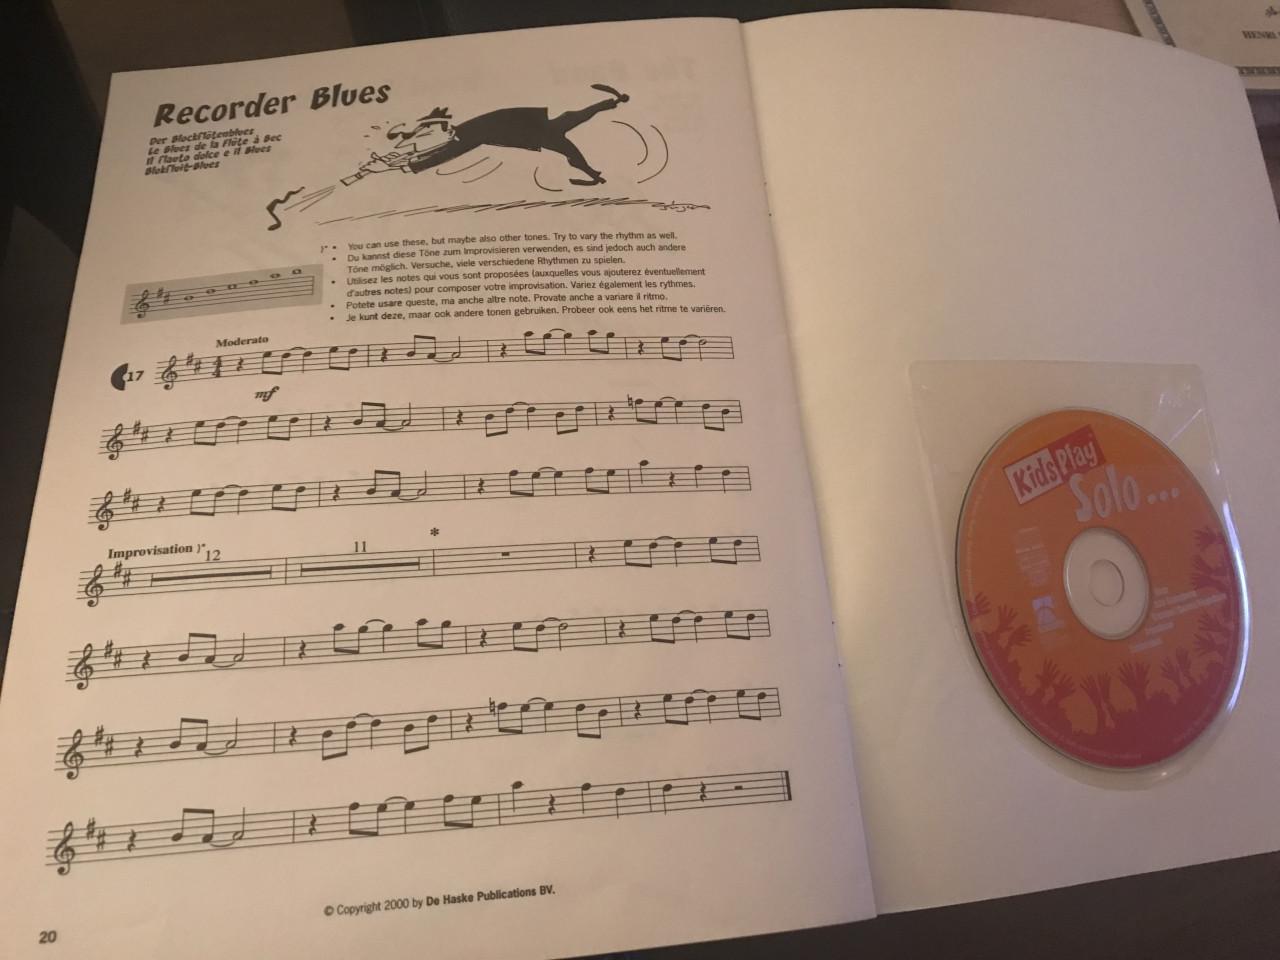 Recorder Blues
Der Blockflötenblues
Le Blues de la Flûte à Bec
Il flauto dolce e il Blues
Blokfluit-Blues
)* • You can use these, but maybe also other tones. Try to vary the rhythm as well.
• Du kannst diese Töne zum Improvisieren verwenden, es sind jedoch auch andere
Töne möglich. Versuche, viele verschiedene Rhythmen zu spielen.
• Utilisez les notes qui vous sont proposées (auxquelles vous ajouterez éventuellement
d'autres notes) pour composer votre improvisation. Variez également les rythmes.
• Potete usare queste, ma anche altre note. Provate anche a variare il ritmo.
• Je kunt deze, maar ook andere tonen gebruiken. Probeer ook eens het ritme te variëren.
Moderato
17
mf
Improvisation )*
12
11
*
© Copyright 2000 by De Haske Publications BV.
20
Kids Play
Solo...
HENRI